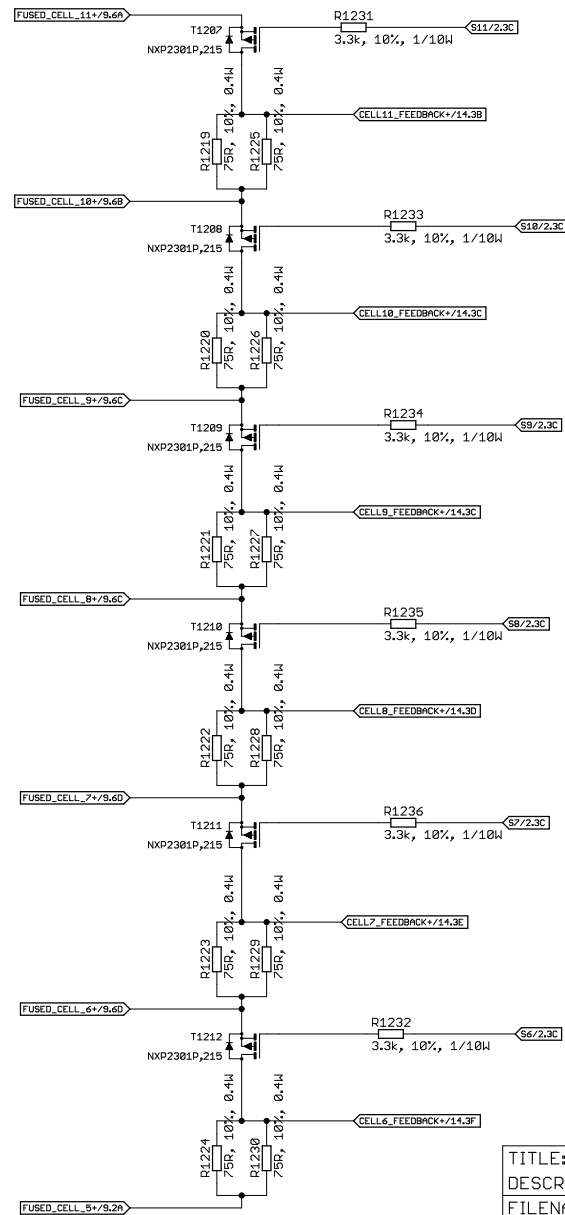 FUSED_CELL_11+/9.6A
T1207
NXP2301P,215
R1231
3.3k, 10%, 1/10W
S11/2.3C
R1219
75R, 10%, 0.4W
R1225
75R, 10%, 0.4W
CELL11_FEEDBACK+/14.3B
FUSED_CELL_10+/9.6B
T1208
NXP2301P,215
R1233
3.3k, 10%, 1/10W
S10/2.3C
R1220
75R, 10%, 0.4W
R1226
75R, 10%, 0.4W
CELL10_FEEDBACK+/14.3C
FUSED_CELL_9+/9.6C
T1209
NXP2301P,215
R1234
3.3k, 10%, 1/10W
S9/2.3C
R1221
75R, 10%, 0.4W
R1227
75R, 10%, 0.4W
CELL9_FEEDBACK+/14.3C
FUSED_CELL_8+/9.6C
T1210
NXP2301P,215
R1235
3.3k, 10%, 1/10W
S8/2.3C
R1222
75R, 10%, 0.4W
R1228
75R, 10%, 0.4W
CELL8_FEEDBACK+/14.3D
FUSED_CELL_7+/9.6D
T1211
NXP2301P,215
R1236
3.3k, 10%, 1/10W
S7/2.3C
R1223
75R, 10%, 0.4W
R1229
75R, 10%, 0.4W
CELL7_FEEDBACK+/14.3E
FUSED_CELL_6+/9.6D
T1212
NXP2301P,215
R1232
3.3k, 10%, 1/10W
S6/2.3C
R1224
75R, 10%, 0.4W
R1230
75R, 10%, 0.4W
CELL6_FEEDBACK+/14.3F
FUSED_CELL_5+/9.2A
TITLE:
DESCR
FILENA